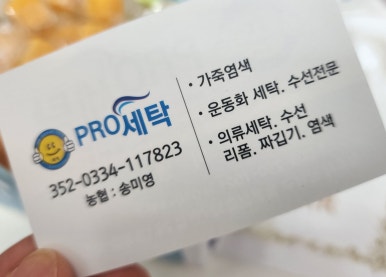 PRO세탁
352-0334-117823
농협 : 송미영
· 가죽염색
· 운동화 세탁. 수선전문
· 의류세탁. 수선
리폼. 짜깁기. 염색